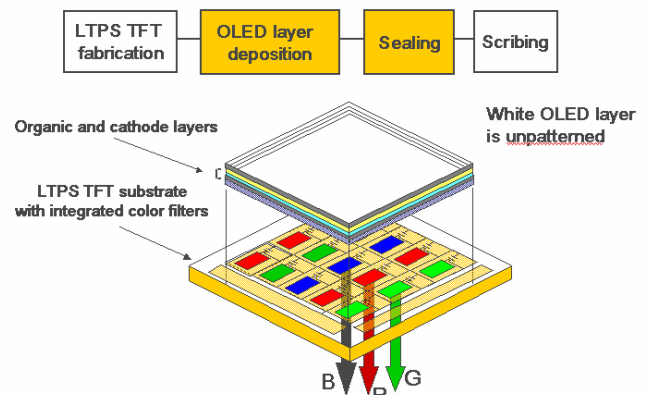 LTPS TFT
fabrication
OLED layer
deposition
Sealing
Scribing
White OLED layer
is unpatterned
Organic and cathode layers
LTPS TFT substrate
with integrated color filters
B
R
G